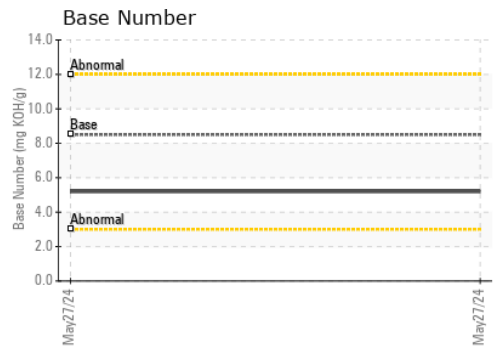 Base Number
14.0
Abnormal
12.0
10.0
Base
8.0
6.0
4.0
Abnormal
2.0
0.0
Base Number (mg KOH/g)
May27/24
May27/24